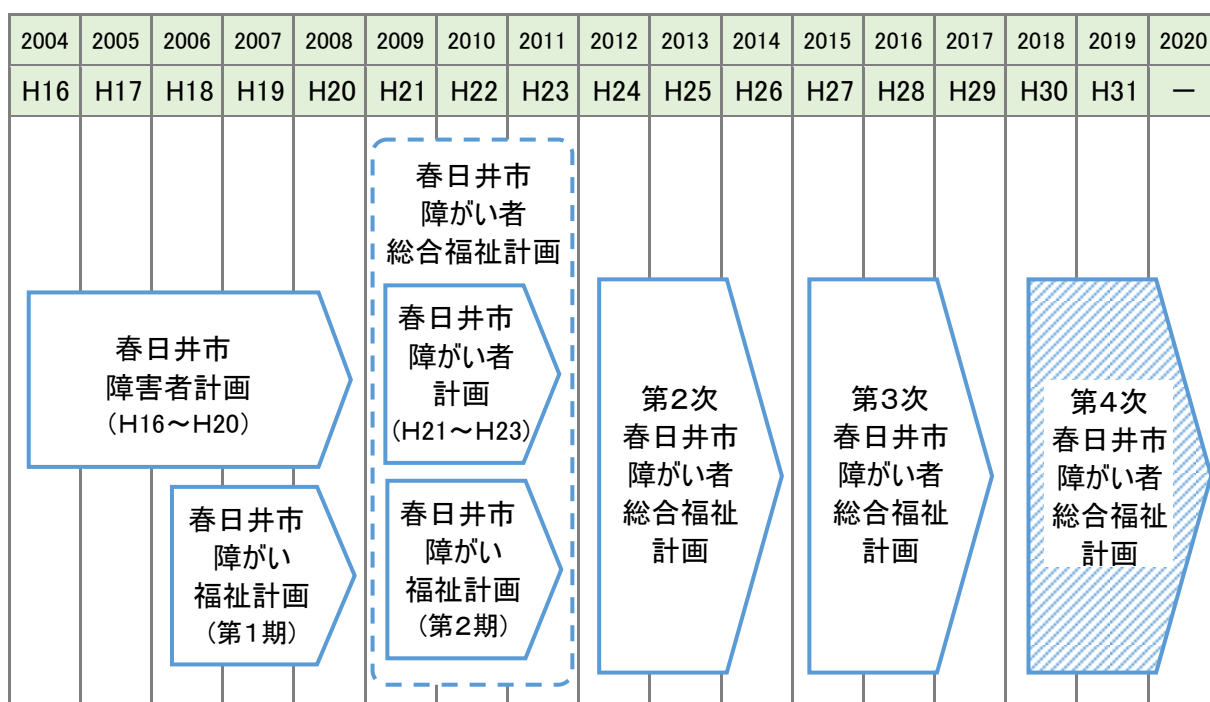 2004 2005 2006 2007 2008 2009 2010 2011 2012 2013 2014 2015 2016 2017 2018 2019 2020
H16 H17 H18 H19 H20 H21 H22 H23 H24 H25 H26 H27 H28 H29 H30 H31 －
春日井市
障害者計画
（H16～H20）
春日井市
障がい
福祉計画
（第１期）
春日井市
障がい者
総合福祉計画
春日井市
障がい者
計画
（H21～H23）
春日井市
障がい
福祉計画
（第２期）
第２次
春日井市
障がい者
総合福祉
計画
第３次
春日井市
障がい者
総合福祉
計画
第４次
春日井市
障がい者
総合福祉
計画